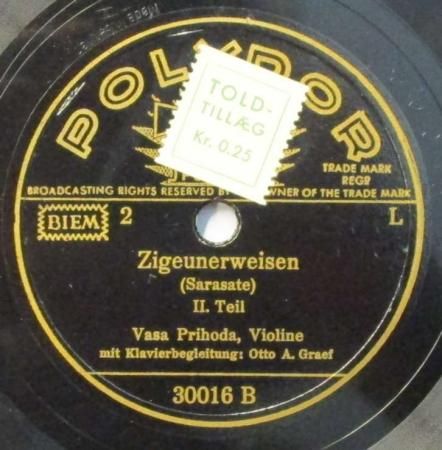 POLYDOR
TOLD-
TILLÆG
Kr. 0.25
TRADE MARK
REGD
BROADCASTING RIGHTS RESERVED BY OWNER OF THE TRADE MARK
BIEM 2 L
Zigeunerweisen
(Sarasate)
II. Teil
Vasa Prihoda, Violine
mit Klavierbegleitung: Otto A. Graef
30016 B